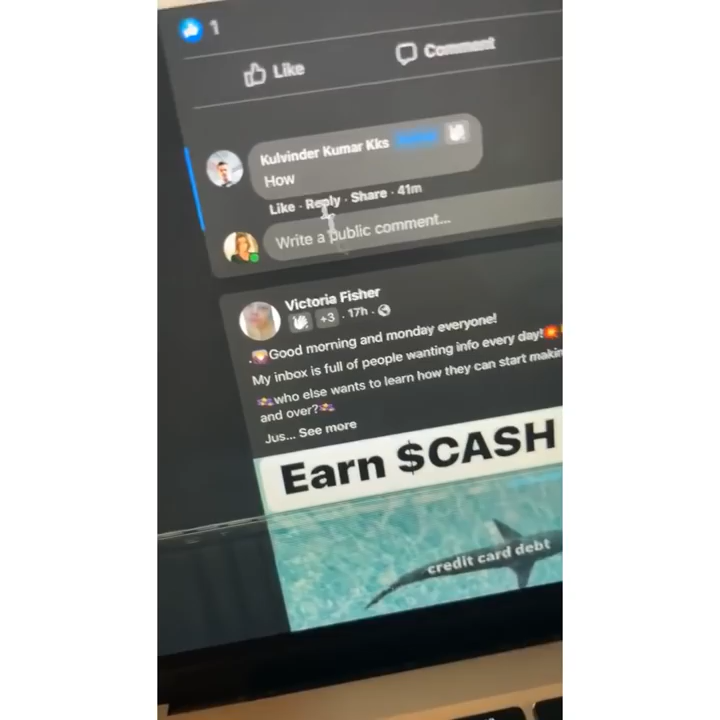 1
Like
Comment
Kulvinder Kumar Kks
How
Like · Reply · Share · 41m
Write a public comment...
Victoria Fisher
+3 · 17h ·
Good morning and monday everyone!
My inbox is full of people wanting info every day!
who else wants to learn how they can start makin
and over?
Jus... See more
Earn $CASH
credit card debt